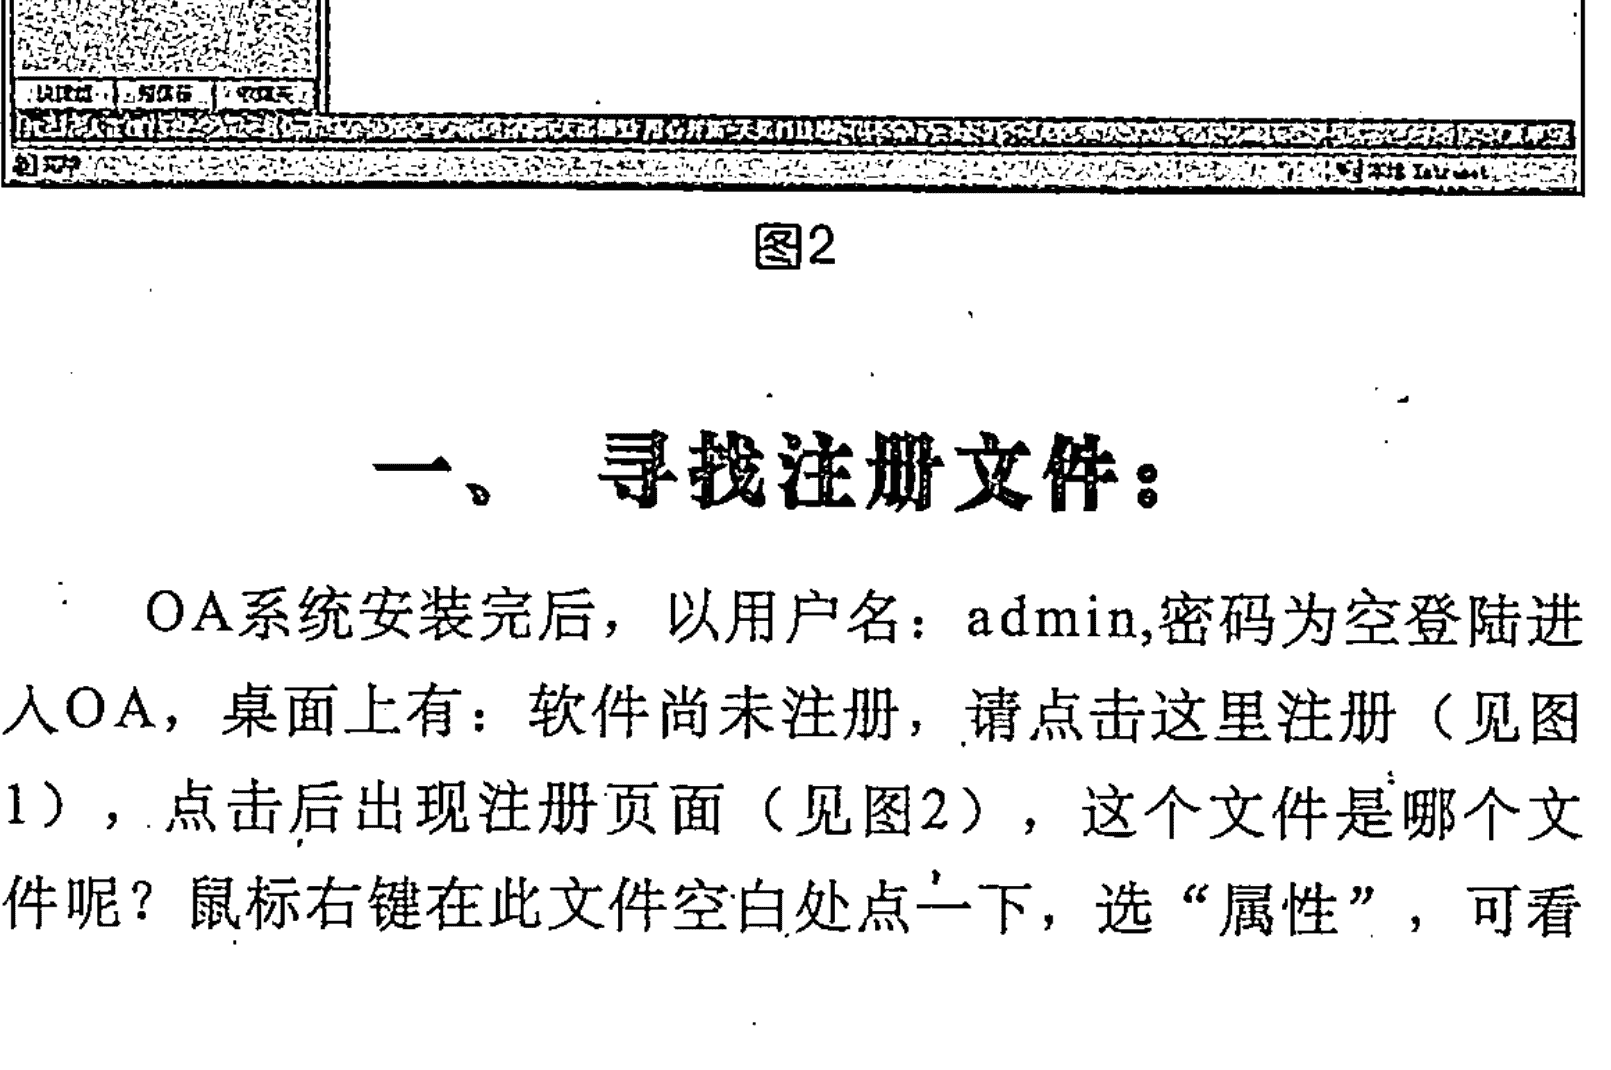 图2
一、 寻找注册文件：
OA系统安装完后，以用户名：admin,密码为空登陆进
入OA，桌面上有：软件尚未注册，请点击这里注册（见图
1），点击后出现注册页面（见图2），这个文件是哪个文
件呢？鼠标右键在此文件空白处点一下，选“属性”，可看